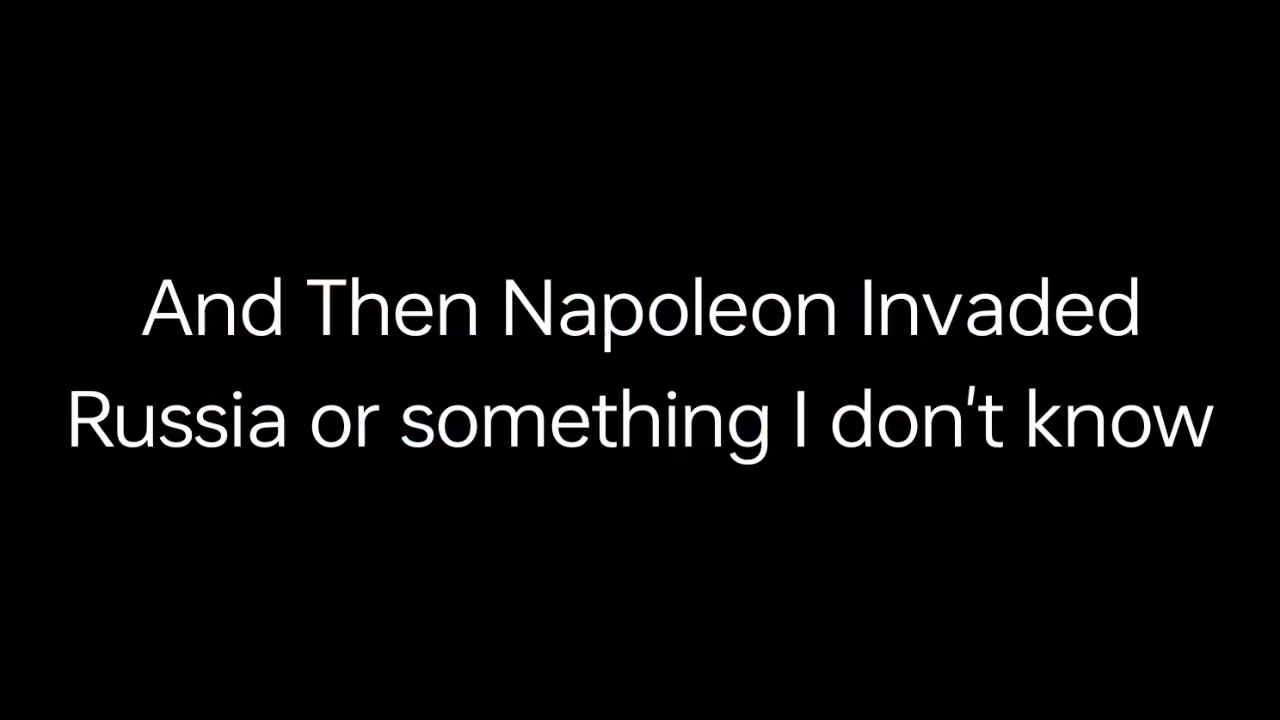 And Then Napoleon Invaded
Russia or something I don't know